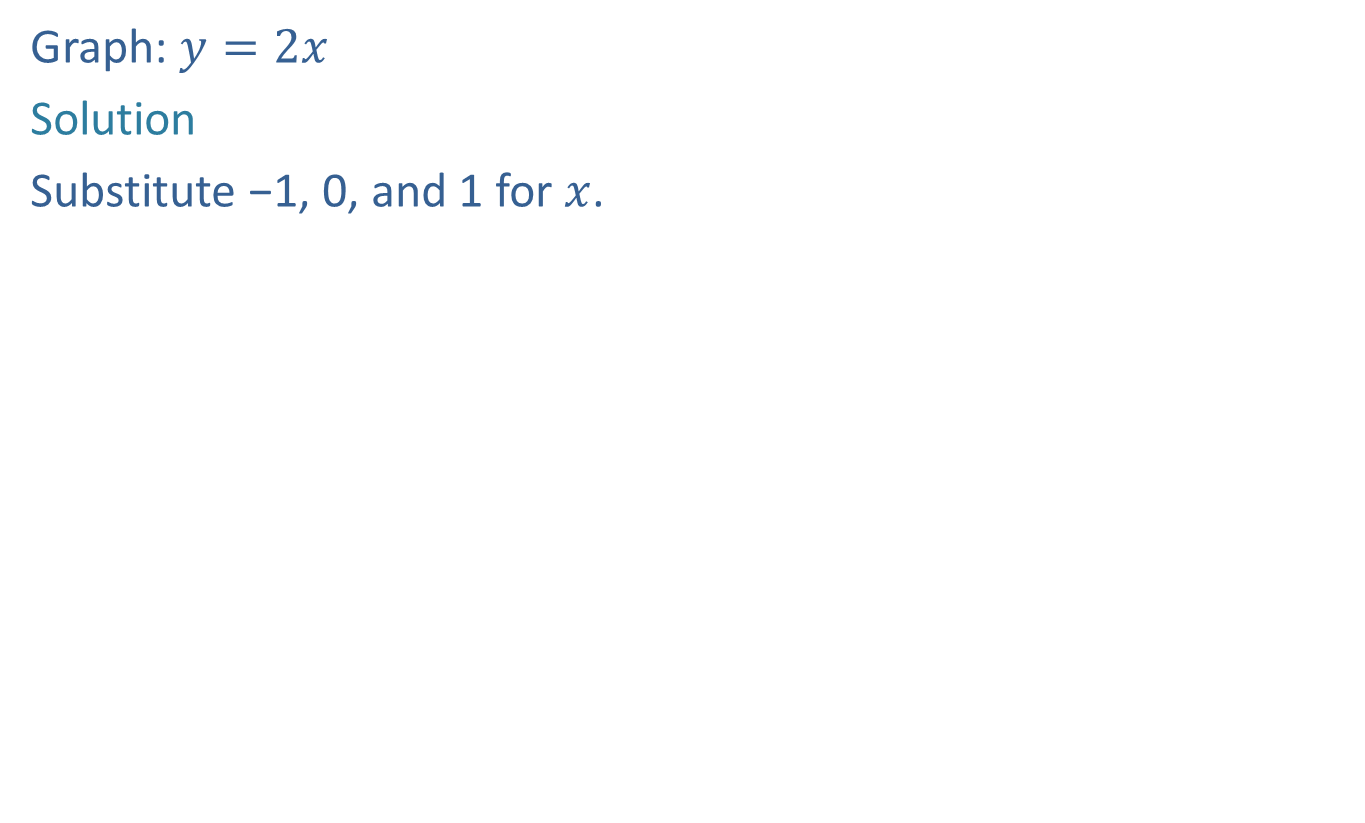 Graph: y = 2x
Solution
Substitute −1, 0, and 1 for x.